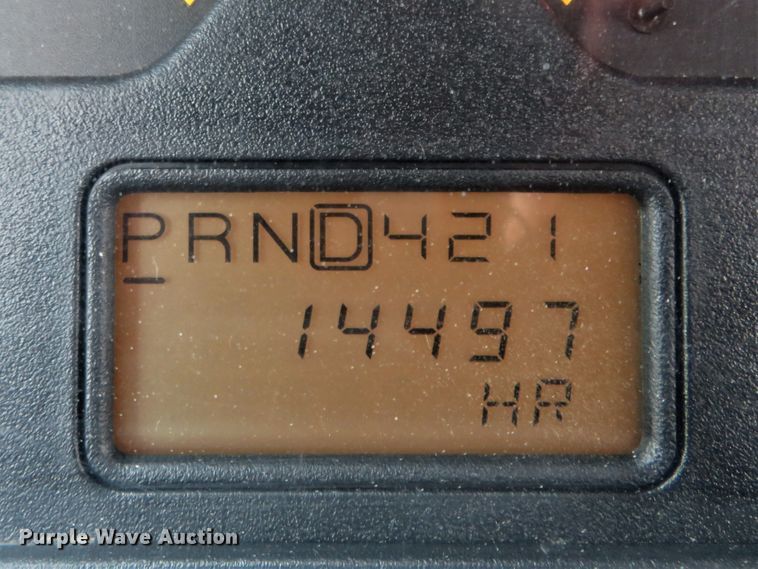 PRND421
14497
HR
Purple Wave Auction